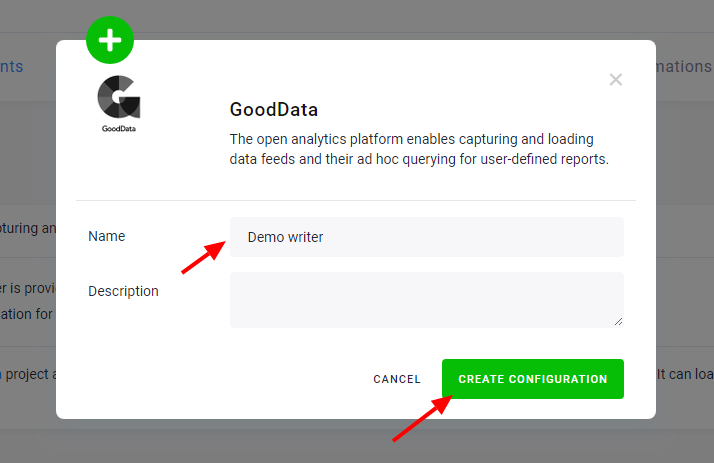 nts
mations
GoodData
GoodData
The open analytics platform enables capturing and loading
data feeds and their ad hoc querying for user-defined reports.
pturing an
Name
Demo writer
er is provi
Description
ation for
project a
It can loa
CANCEL
CREATE CONFIGURATION